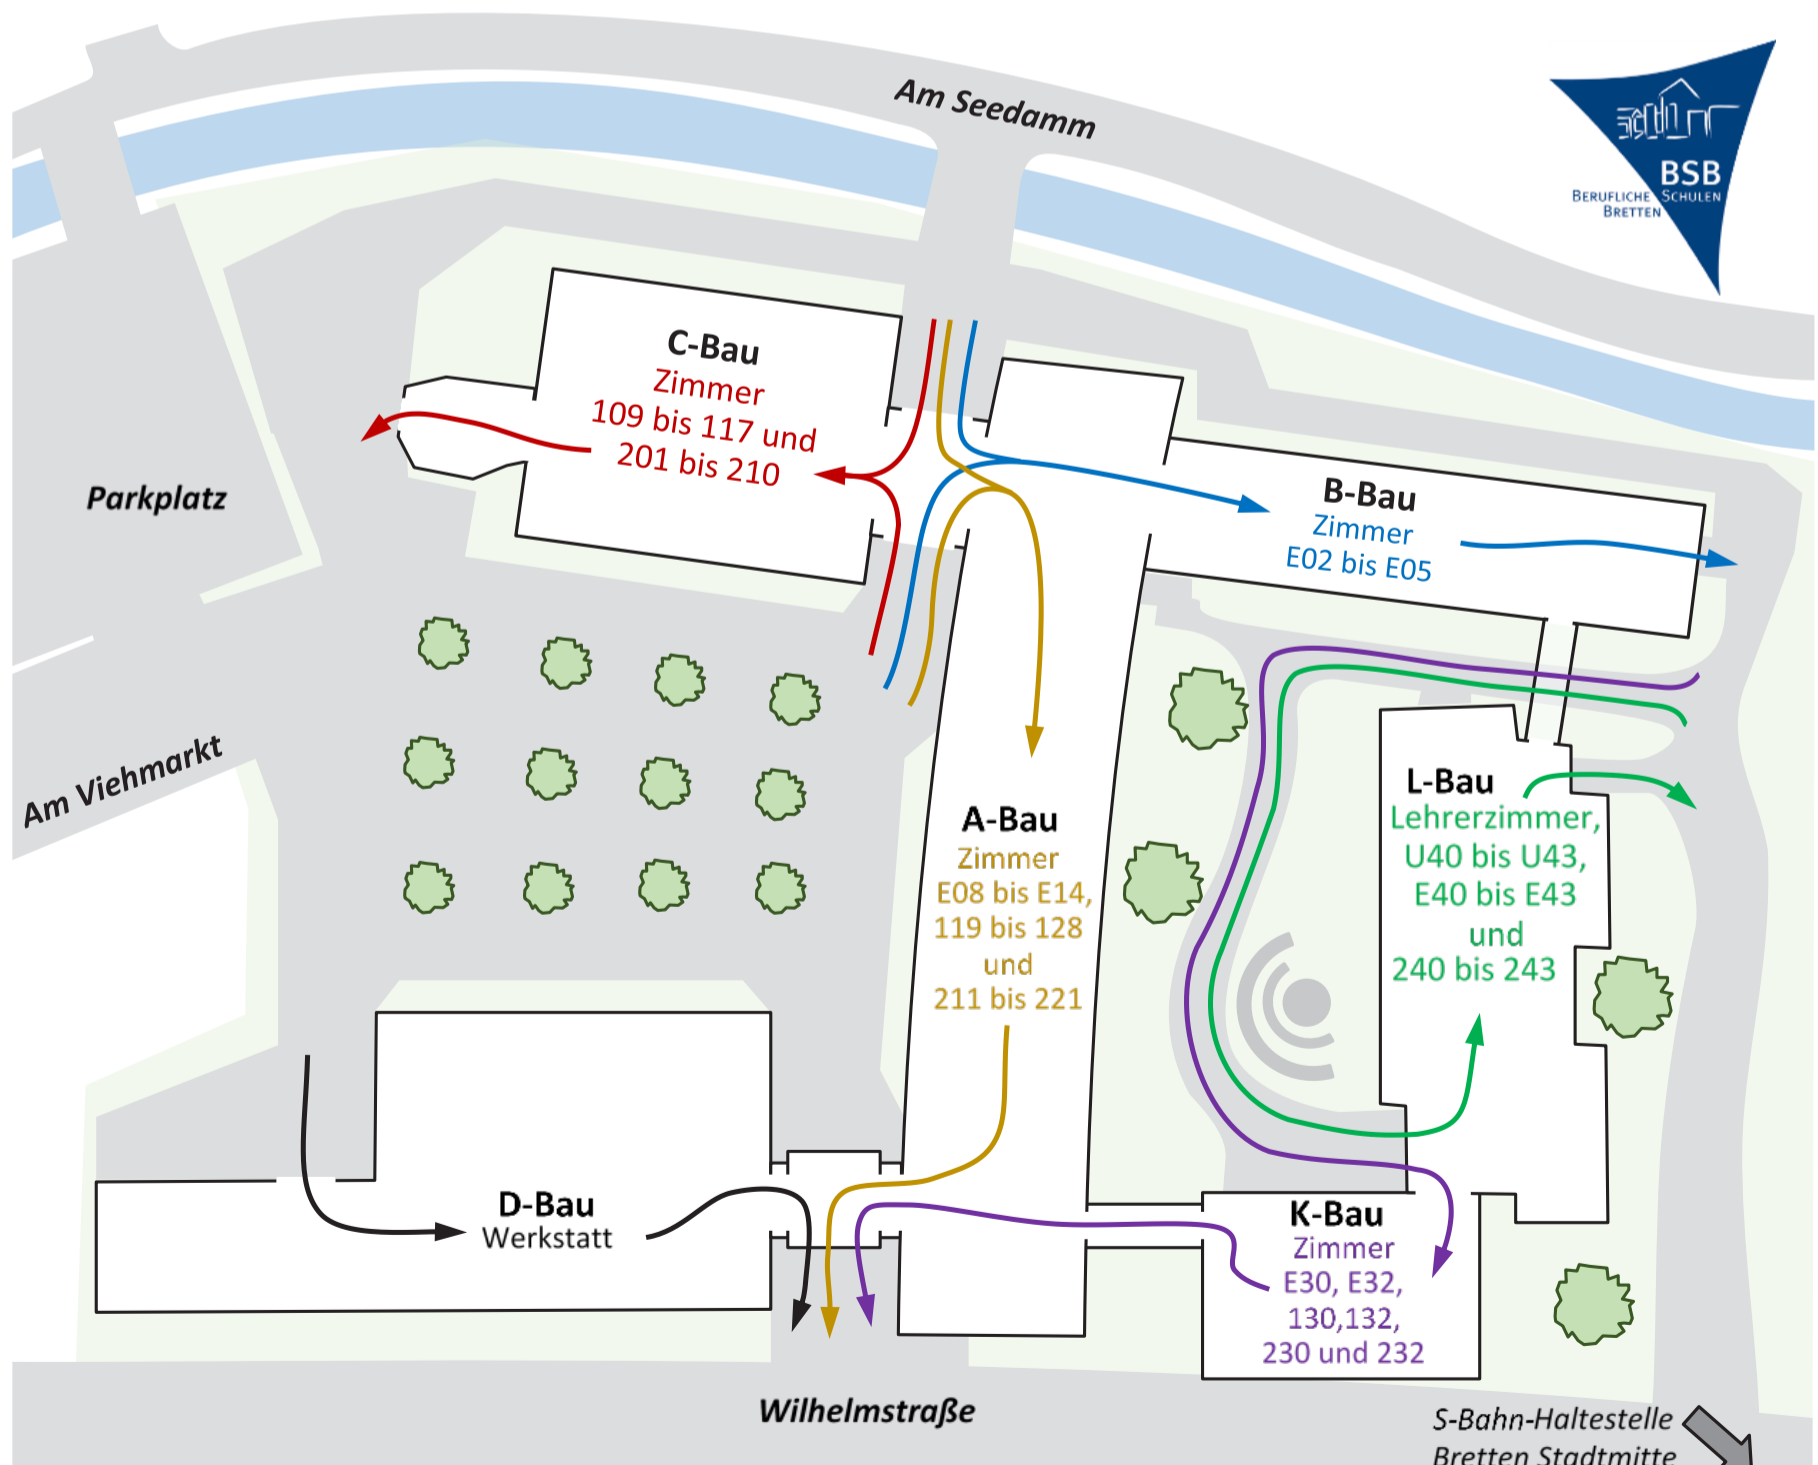 Am Seedamm
BSB
BERUFLICHE SCHULEN
BRETTEN
C-Bau
Zimmer
109 bis 117 und
201 bis 210
Parkplatz
B-Bau
Zimmer
E02 bis E05
Am Viehmarkt
A-Bau
Zimmer
E08 bis E14,
119 bis 128
und
211 bis 221
L-Bau
Lehrerzimmer,
U40 bis U43,
E40 bis E43
und
240 bis 243
D-Bau
Werkstatt
K-Bau
Zimmer
E30, E32,
130,132,
230 und 232
Wilhelmstraße
S-Bahn-Haltestelle
Bretten Stadtmitte